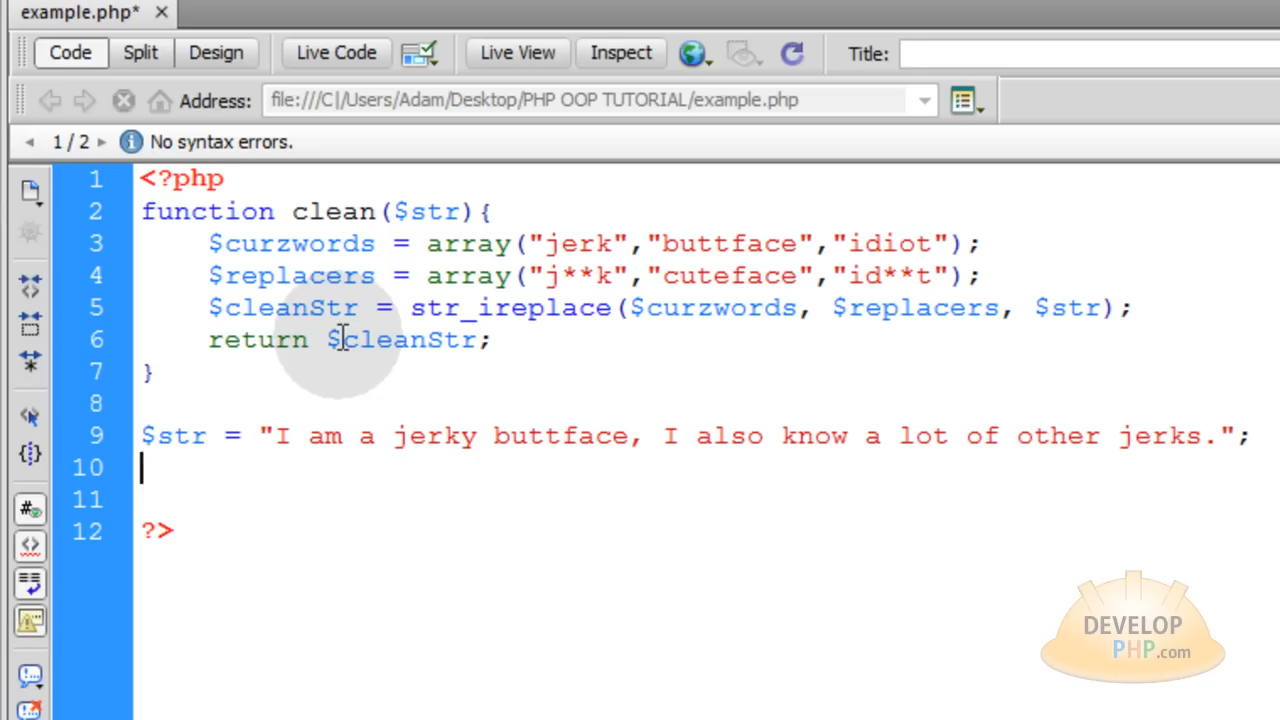 example.php* ×
Code Split Design Live Code Live View Inspect Title:
Address: file:///C|/Users/Adam/Desktop/PHP OOP TUTORIAL/example.php
1 / 2 No syntax errors.
1 <?php
2 function clean($str){
3 $curzwords = array("jerk","buttface","idiot");
4 $replacers = array("j**k","cuteface","id**t");
5 $cleanStr = str_ireplace($curzwords, $replacers, $str);
6 return $cleanStr;
7 }
8
9 $str = "I am a jerky buttface, I also know a lot of other jerks.";
10
11
12 ?>
DEVELOP
PHP.com